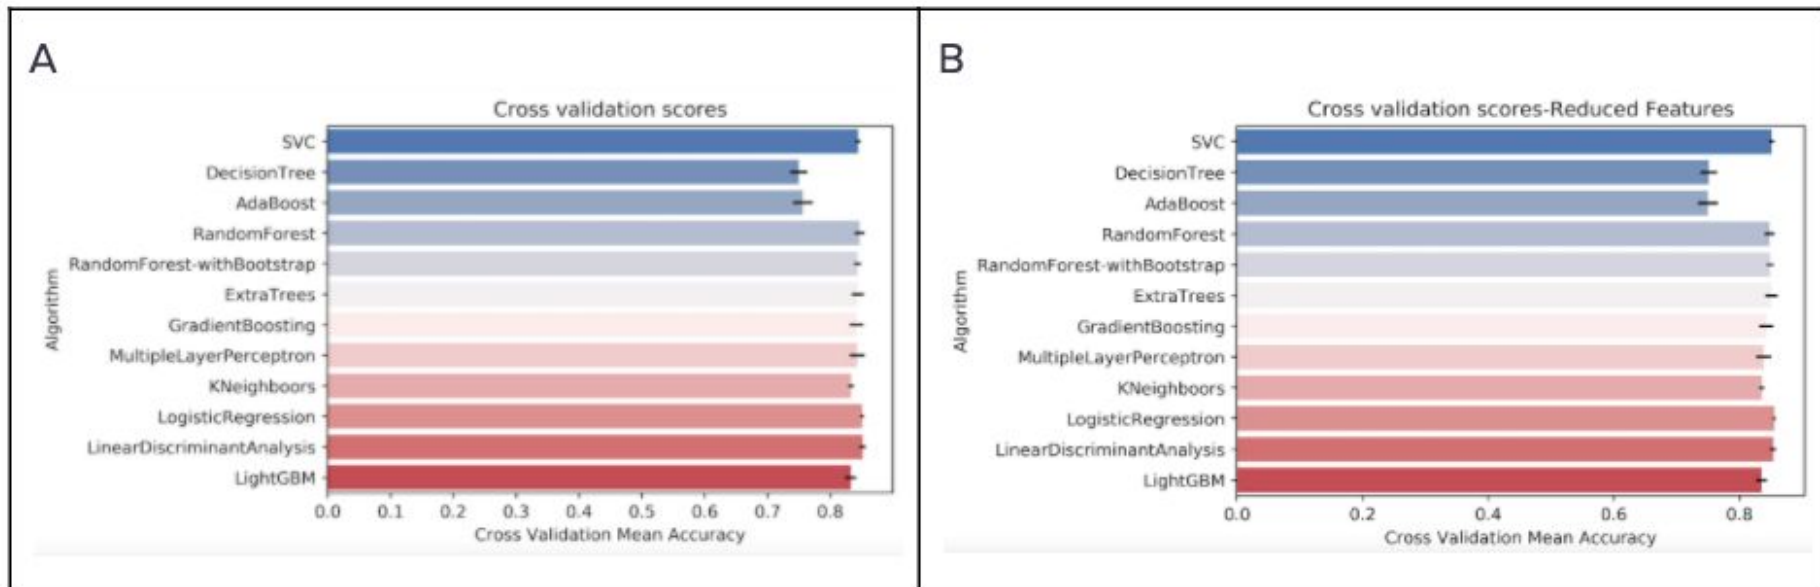 A
Cross validation scores
SVC
DecisionTree
AdaBoost
RandomForest
RandomForest-withBootstrap
ExtraTrees
GradientBoosting
MultipleLayerPerceptron
KNeighboors
LogisticRegression
LinearDiscriminantAnalysis
LightGBM
Algorithm
0.0 0.1 0.2 0.3 0.4 0.5 0.6 0.7 0.8
Cross Validation Mean Accuracy
B
Cross validation scores-Reduced Features
SVC
DecisionTree
AdaBoost
RandomForest
RandomForest-withBootstrap
ExtraTrees
GradientBoosting
MultipleLayerPerceptron
KNeighboors
LogisticRegression
LinearDiscriminantAnalysis
LightGBM
Algorithm
0.0 0.2 0.4 0.6 0.8
Cross Validation Mean Accuracy